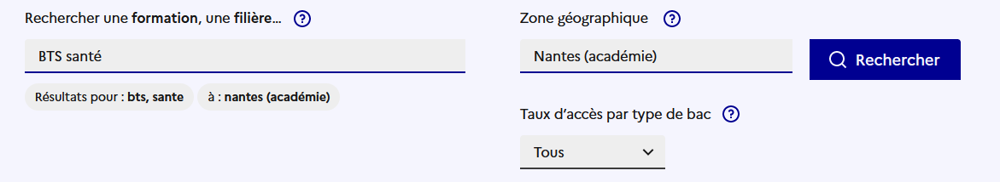 Rechercher une formation, une filière…
Zone géographique
BTS santé
Nantes (académie)
Rechercher
Résultats pour : bts, sante
à : nantes (académie)
Taux d’accès par type de bac
Tous